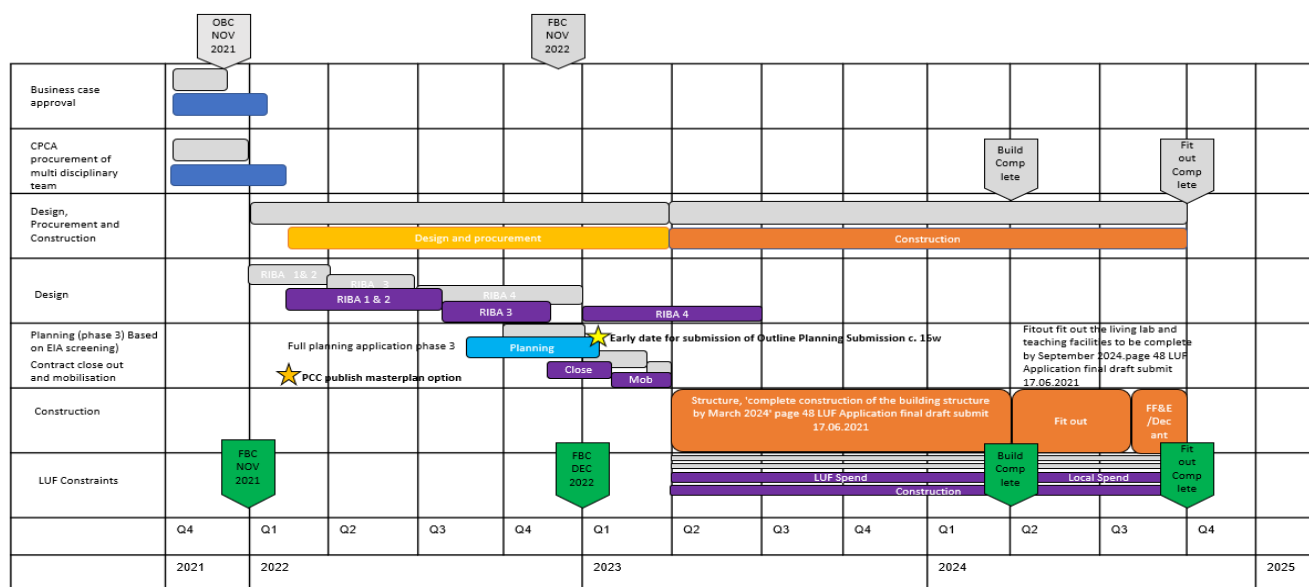 OBC
NOV
2021
FBC
NOV
2022
Business case
approval
CPCA
procurement of
multi disciplinary
team
Build
Comp
lete
Fit
out
Comp
lete
Design,
Procurement and
Construction
Design and procurement
Construction
Design
RIBA 1& 2
RIBA 3
RIBA 4
RIBA 1 & 2
RIBA 3
RIBA 4
Planning (phase 3) Based
on EIA screening)
Contract close out
and mobilisation
Full planning application phase 3
Planning
Early date for submission of Outline Planning Submission c. 15w
PCC publish masterplan option
Close
Mob
Fitout fit out the living lab and
teaching facilities to be complete
by September 2024.page 48 LUF
Application final draft submit
17.06.2021
Construction
Structure, 'complete construction of the building structure
by March 2024' page 48 LUF Application final draft submit
17.06.2021
Fit out
FF&E
/Dec
ant
LUF Constraints
FBC
NOV
2021
FBC
DEC
2022
Build
Comp
lete
Fit
out
Comp
lete
LUF Spend
Local Spend
Construction
Q4 Q1 Q2 Q3 Q4 Q1 Q2 Q3 Q4 Q1 Q2 Q3 Q4
2021 2022 2023 2024 2025